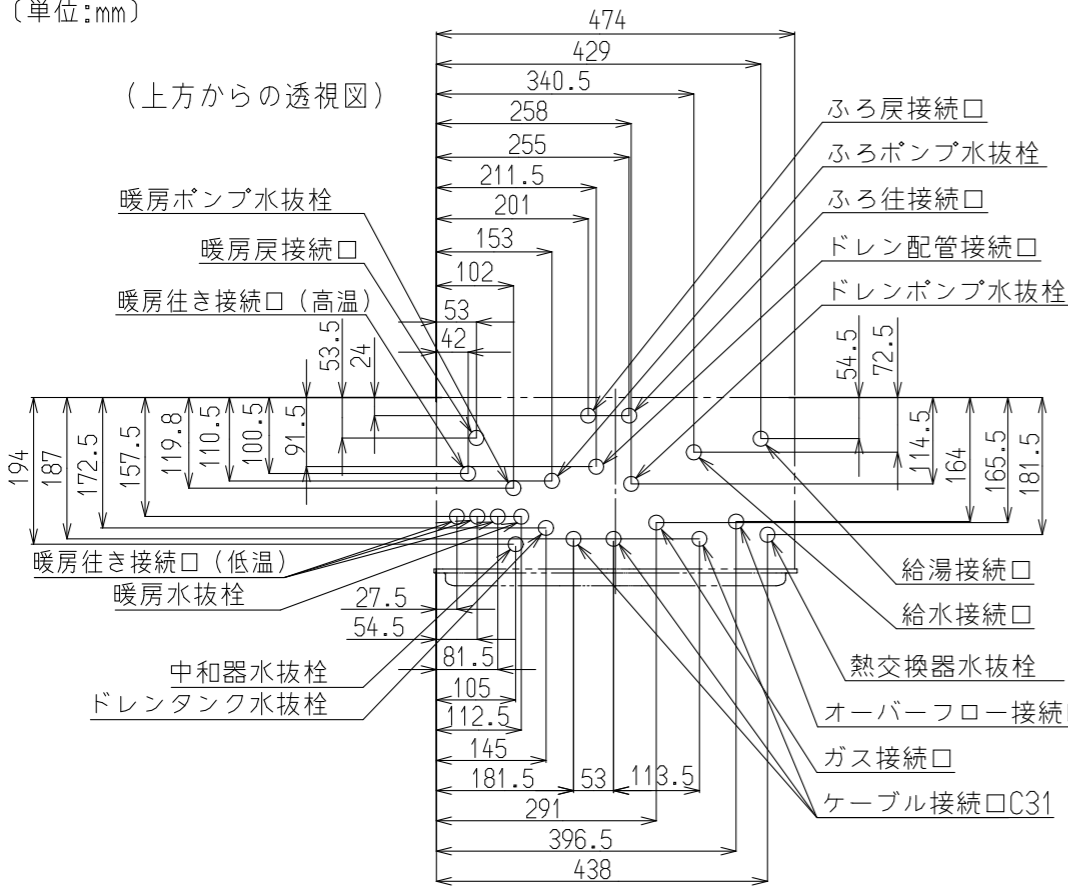 (単位:mm)
474
429
(上方からの透視図)
340.5
258
ふろ戻接続口
255
ふろポンプ水抜栓
211.5
暖房ポンプ水抜栓
201
ふろ往接続口
暖房戻接続口
153
ドレン配管接続口
102
暖房往き接続口(高温)
ドレンポンプ水抜栓
53
42
53.5
24
54.5
72.5
194
187
172.5
157.5
119.8
110.5
100.5
91.5
114.5
164
165.5
181.5
暖房往き接続口(低温)
給湯接続口
暖房水抜栓
27.5
給水接続口
54.5
81.5
中和器水抜栓
熱交換器水抜栓
105
ドレンタンク水抜栓
112.5
オーバーフロー接続
145
ガス接続口
181.5
53
113.5
ケーブル接続口C31
291
396.5
438